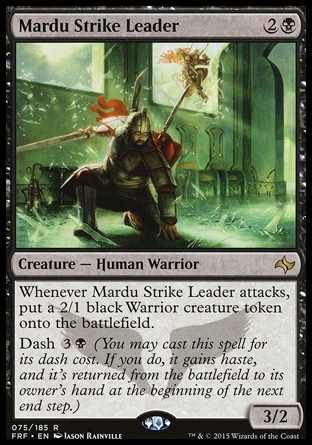 Mardu Strike Leader 2
Creature — Human Warrior
Whenever Mardu Strike Leader attacks,
put a 2/1 black Warrior creature token
onto the battlefield.
Dash 3 (You may cast this spell for
its dash cost. If you do, it gains haste,
and it's returned from the battlefield to its
owner's hand at the beginning of the next
end step.)
3/2
075/185 R
FRF • EN Jason Rainville ™ & © 2015 Wizards of the Coast